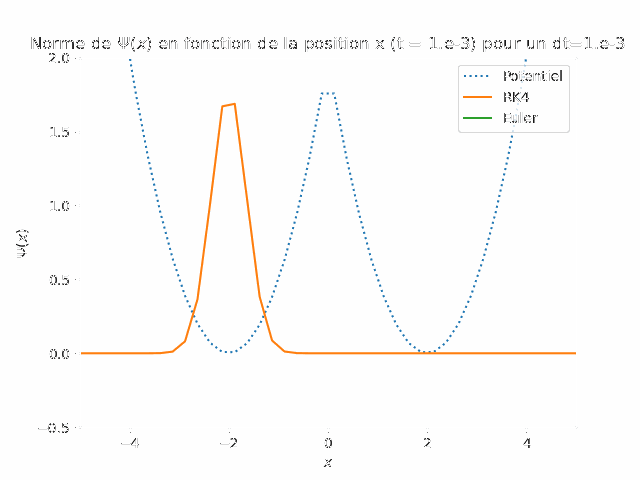 Norme de Ψ(x) en fonction de la position x (t = 1.e-3) pour un dt=1.e-3
2.0
1.5
1.0
0.5
0.0
−0.5
Ψ(x)
Potentiel
RK4
Euler
−4
−2
0
2
4
x